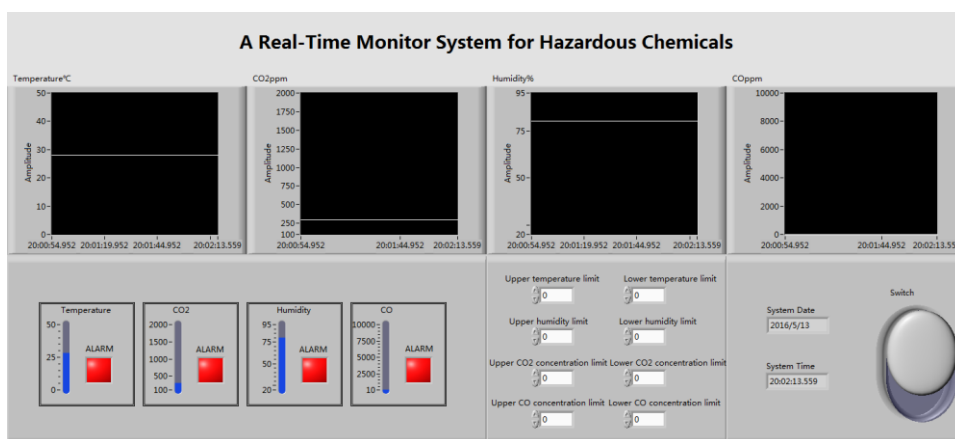 A Real-Time Monitor System for Hazardous Chemicals
Temperature℃
CO2ppm
Humidity%
COppm
Amplitude
50
40
30
20
10
0
20:00:54.952 20:01:19.952 20:01:44.952 20:02:13.559
Amplitude
2000
1750
1500
1250
1000
750
500
250
100
20:00:54.952 20:01:44.952 20:02:13.559
Amplitude
95
75
50
20
20:00:54.952 20:01:19.952 20:01:44.952 20:02:13.559
Amplitude
10000
8000
6000
4000
2000
0
20:00:54.952 20:01:44.952 20:02:13.559
Temperature
50
25
0
ALARM
CO2
2000
1500
1000
500
100
ALARM
Humidity
95
75
50
20
ALARM
CO
10000
7500
5000
2500
10
ALARM
Upper temperature limit
0
Lower temperature limit
0
Upper humidity limit
0
Lower humidity limit
0
Upper CO2 concentration limit
0
Lower CO2 concentration limit
0
Upper CO concentration limit
0
Lower CO concentration limit
0
System Date
2016/5/13
System Time
20:02:13.559
Switch